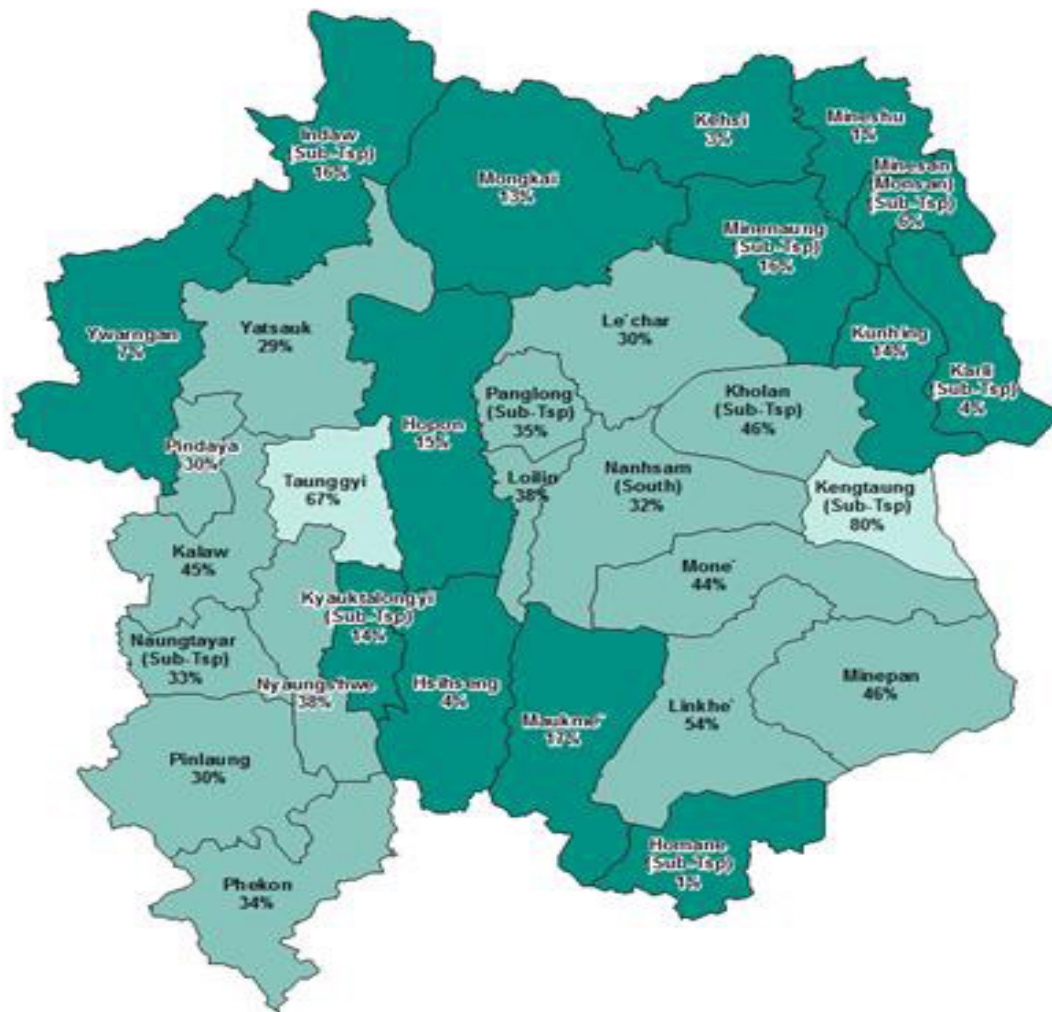 Kehsi
3%
Mineshu
1%
Indaw
(Sub-Tsp)
16%
Mongkai
13%
Minesan
(Monsan)
(Sub-Tsp)
6%
Minenaung
(Sub-Tsp)
16%
Ywarngan
7%
Yatsauk
29%
Le'char
30%
Kunhing
14%
Karli
(Sub-Tsp)
4%
Panglong
(Sub-Tsp)
35%
Kholan
(Sub-Tsp)
46%
Hopon
15%
Pindaya
30%
Taunggyi
67%
Loilin
38%
Nanhsam
(South)
32%
Kengtaung
(Sub-Tsp)
80%
Kalaw
45%
Mone'
44%
Kyauktalongyi
(Sub-Tsp)
14%
Naungtayar
(Sub-Tsp)
33%
Nyaungshwe
38%
Hsihseng
4%
Maukme'
17%
Linkhe'
54%
Minepan
46%
Pinlaung
30%
Homane
(Sub-Tsp)
1%
Phekon
34%